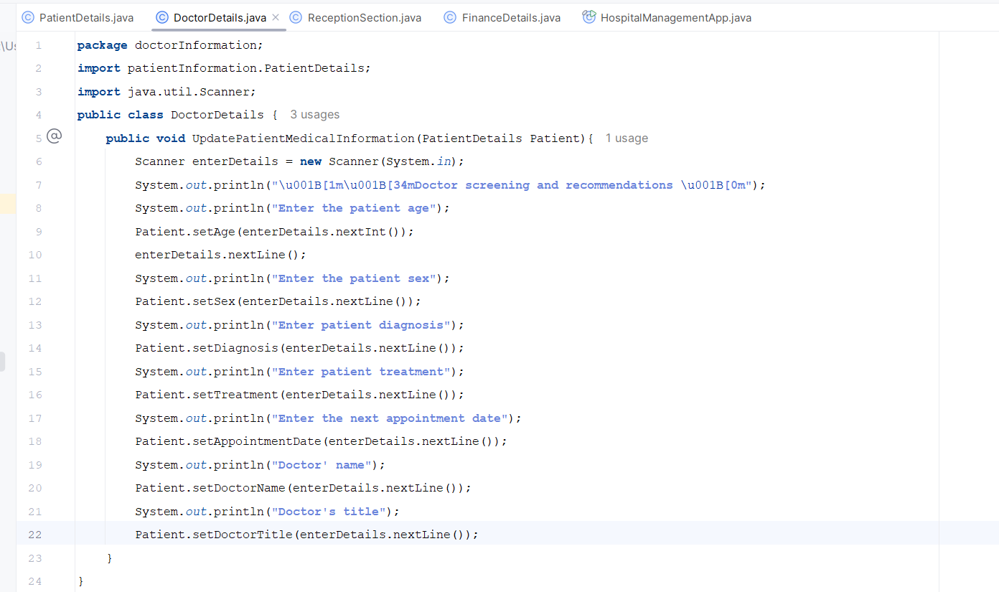 PatientDetails.java DoctorDetails.java ReceptionSection.java FinanceDetails.java HospitalManagementApp.java
1 package doctorInformation;
2 import patientInformation.PatientDetails;
3 import java.util.Scanner;
4 public class DoctorDetails { 3 usages
5 @ public void UpdatePatientMedicalInformation(PatientDetails Patient){ 1 usage
6 Scanner enterDetails = new Scanner(System.in);
7 System.out.println("\u001B[1m\u001B[34mDoctor screening and recommendations \u001B[0m");
8 System.out.println("Enter the patient age");
9 Patient.setAge(enterDetails.nextInt());
10 enterDetails.nextLine();
11 System.out.println("Enter the patient sex");
12 Patient.setSex(enterDetails.nextLine());
13 System.out.println("Enter patient diagnosis");
14 Patient.setDiagnosis(enterDetails.nextLine());
15 System.out.println("Enter patient treatment");
16 Patient.setTreatment(enterDetails.nextLine());
17 System.out.println("Enter the next appointment date");
18 Patient.setAppointmentDate(enterDetails.nextLine());
19 System.out.println("Doctor' name");
20 Patient.setDoctorName(enterDetails.nextLine());
21 System.out.println("Doctor's title");
22 Patient.setDoctorTitle(enterDetails.nextLine());
23 }
24 }